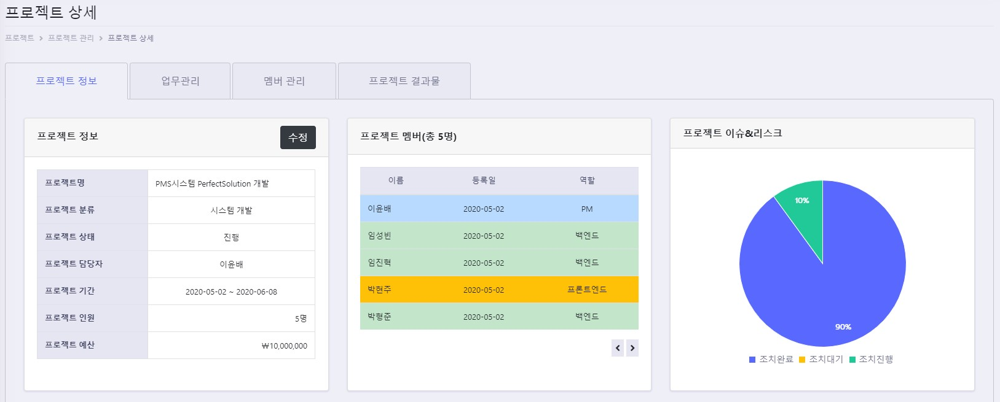 프로젝트 상세
프로젝트 > 프로젝트 관리 > 프로젝트 상세
프로젝트 정보 업무관리 멤버 관리 프로젝트 결과물
프로젝트 정보 수정
프로젝트명 PMS시스템 PerfectSolution 개발
프로젝트 분류 시스템 개발
프로젝트 상태 진행
프로젝트 담당자 이윤배
프로젝트 기간 2020-05-02 ~ 2020-06-08
프로젝트 인원 5명
프로젝트 예산 ₩10,000,000
프로젝트 멤버(총 5명)
이름 등록일 역할
이윤배 2020-05-02 PM
임성빈 2020-05-02 백엔드
임진혁 2020-05-02 백엔드
박현주 2020-05-02 프론트엔드
박형준 2020-05-02 백엔드
프로젝트 이슈&리스크
10%
90%
조치완료 조치대기 조치진행